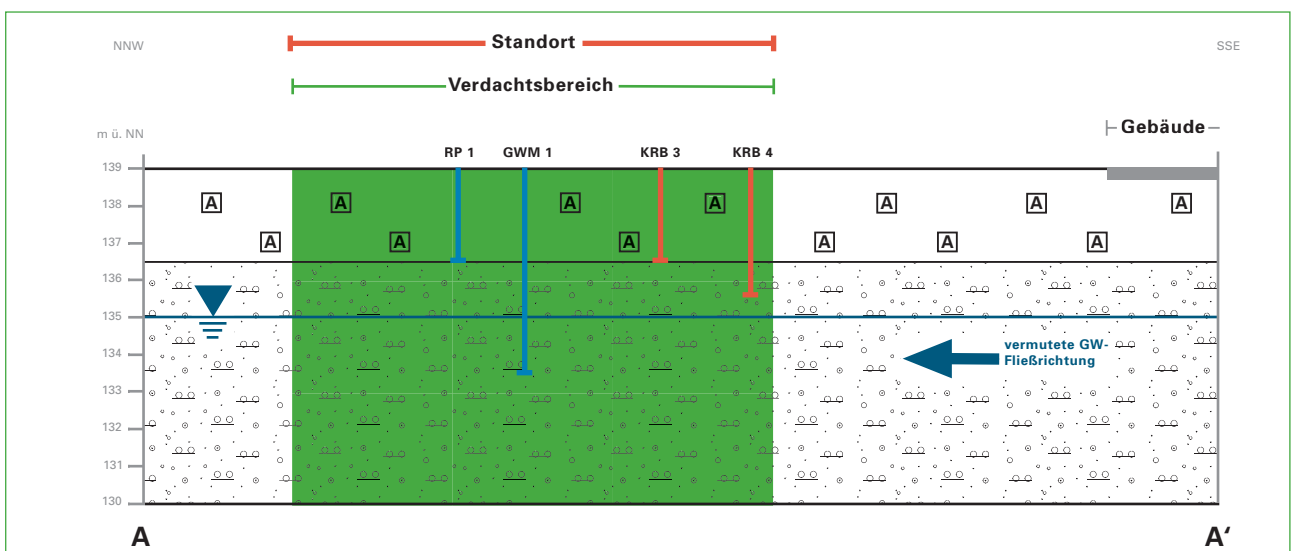 NNW
Standort
SSE
Verdachtsbereich
m ü. NN
Gebäude
RP 1 GWM 1 KRB 3 KRB 4
139
138
A A A A A A A
137
A A A A A A
136
135
134
vermutete GW-
Fließrichtung
133
132
131
130
A A‘